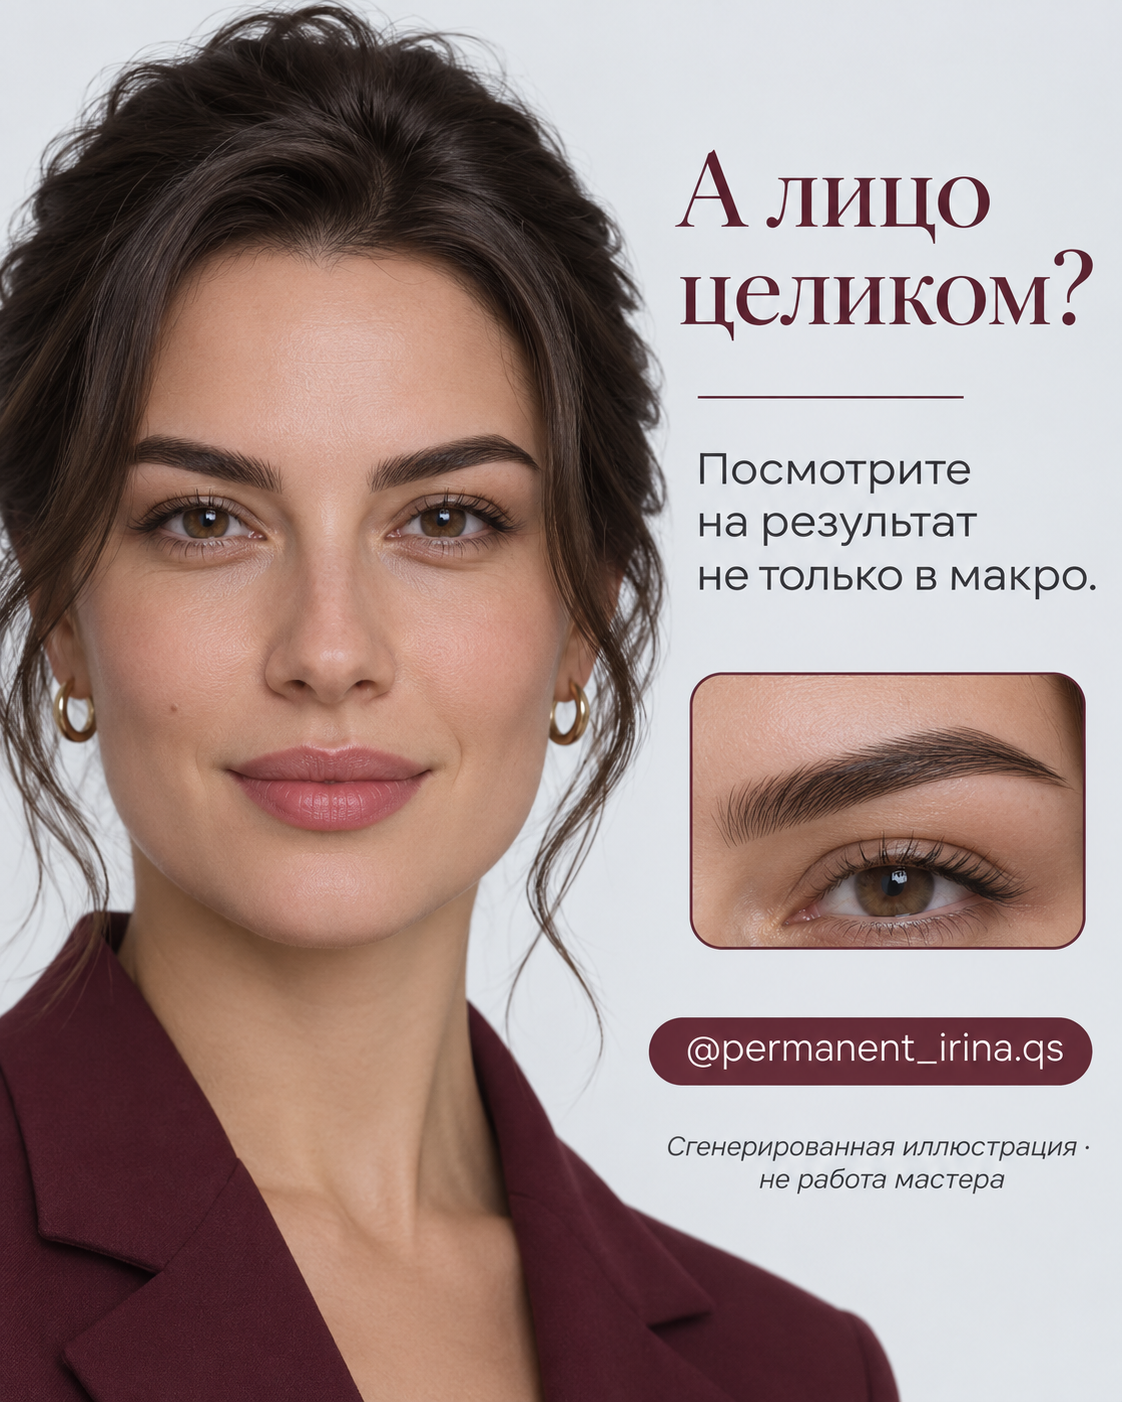 А лицо
целиком?
Посмотрите
на результат
не только в макро.
@permanent_irina.qs
Сгенерированная иллюстрация ·
не работа мастера